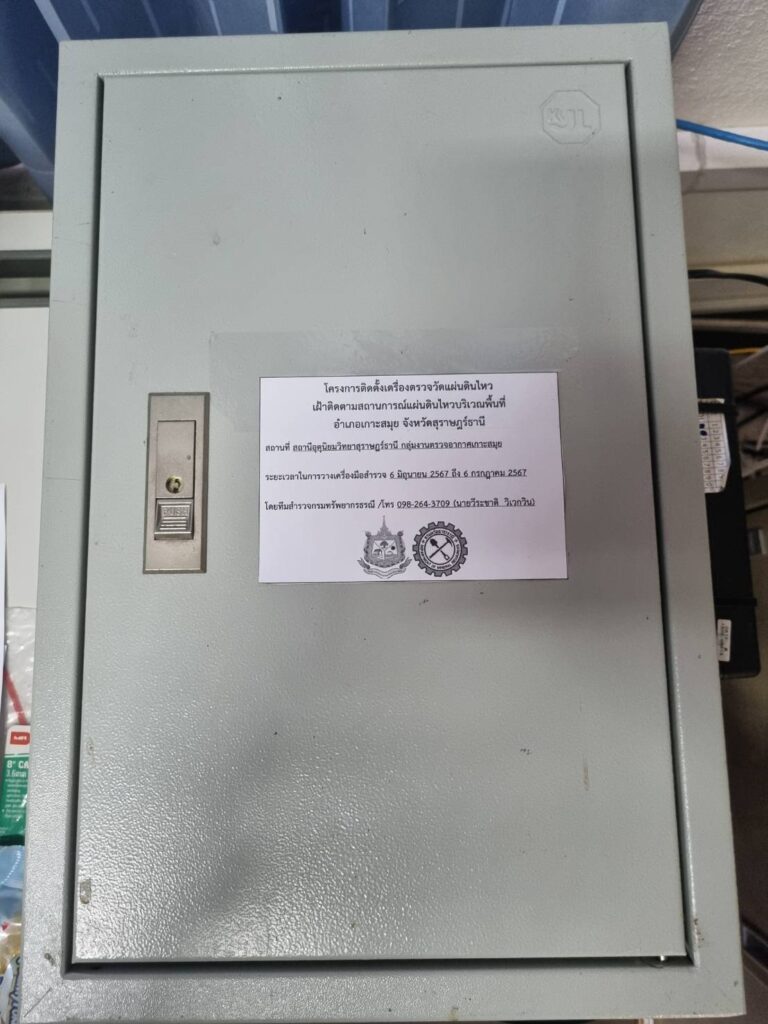 KJL
โครงการติดตั้งเครื่องตรวจวัดแผ่นดินไหว
เฝ้าติดตามสถานการณ์แผ่นดินไหวบริเวณพื้นที่
อำเภอเกาะสมุย จังหวัดสุราษฎร์ธานี
สถานที่ สถานีอุตุนิยมวิทยาสุราษฎร์ธานี กลุ่มงานตรวจอากาศเกาะสมุย
ระยะเวลาในการวางเครื่องมือสำรวจ 6 มิถุนายน 2567 ถึง 6 กรกฎาคม 2567
โดยทีมสำรวจกรมทรัพยากรธรณี /โทร 098-264-3709 (นายวีระชาติ วิเวกวิน)
PUSH
8" CA